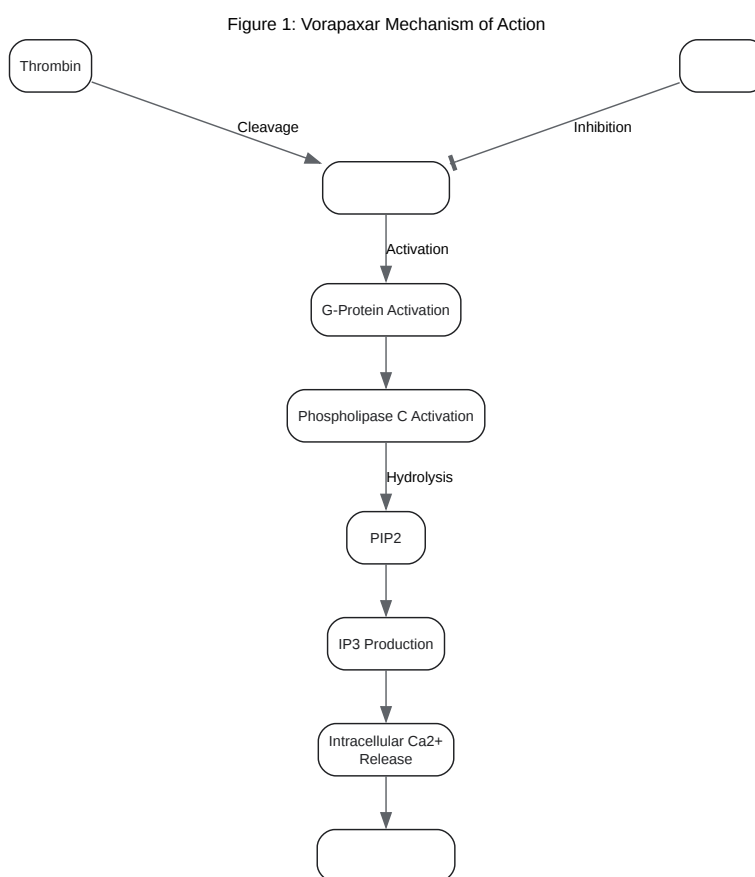 Figure 1: Vorapaxar Mechanism of Action
Thrombin
Cleavage
Inhibition
Activation
G-Protein Activation
Phospholipase C Activation
Hydrolysis
PIP2
IP3 Production
Intracellular Ca2+
Release